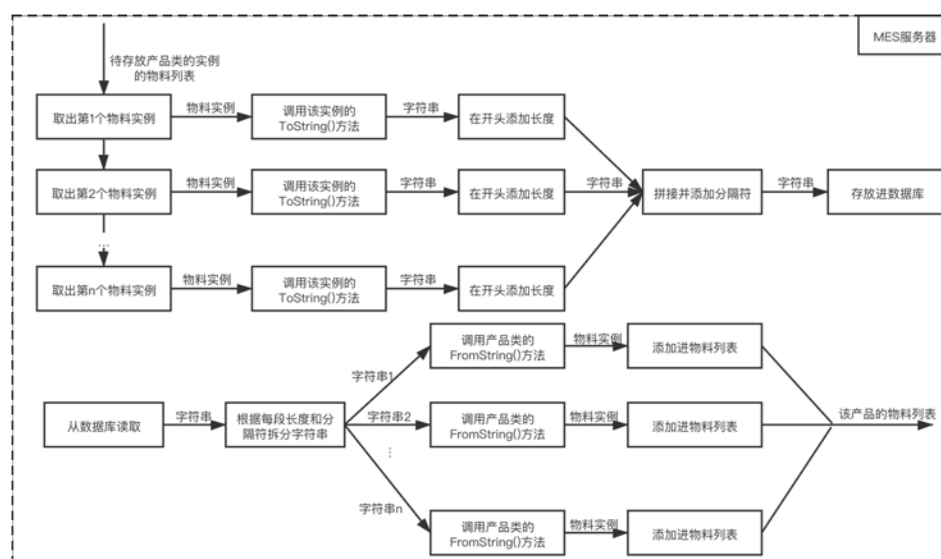 MES服务器
待存放产品类的实例
的物料列表
取出第1个物料实例
物料实例
调用该实例的
ToString()方法
字符串
在开头添加长度
取出第2个物料实例
物料实例
调用该实例的
ToString()方法
字符串
在开头添加长度
字符串
拼接并添加分隔符
字符串
存放进数据库
...
取出第n个物料实例
物料实例
调用该实例的
ToString()方法
字符串
在开头添加长度
调用产品类的
FromString()方法
物料实例
添加进物料列表
字符串1
从数据库读取
字符串
根据每段长度和分
隔符拆分字符串
字符串2
调用产品类的
FromString()方法
物料实例
添加进物料列表
该产品的物料列表
...
字符串n
调用产品类的
FromString()方法
物料实例
添加进物料列表